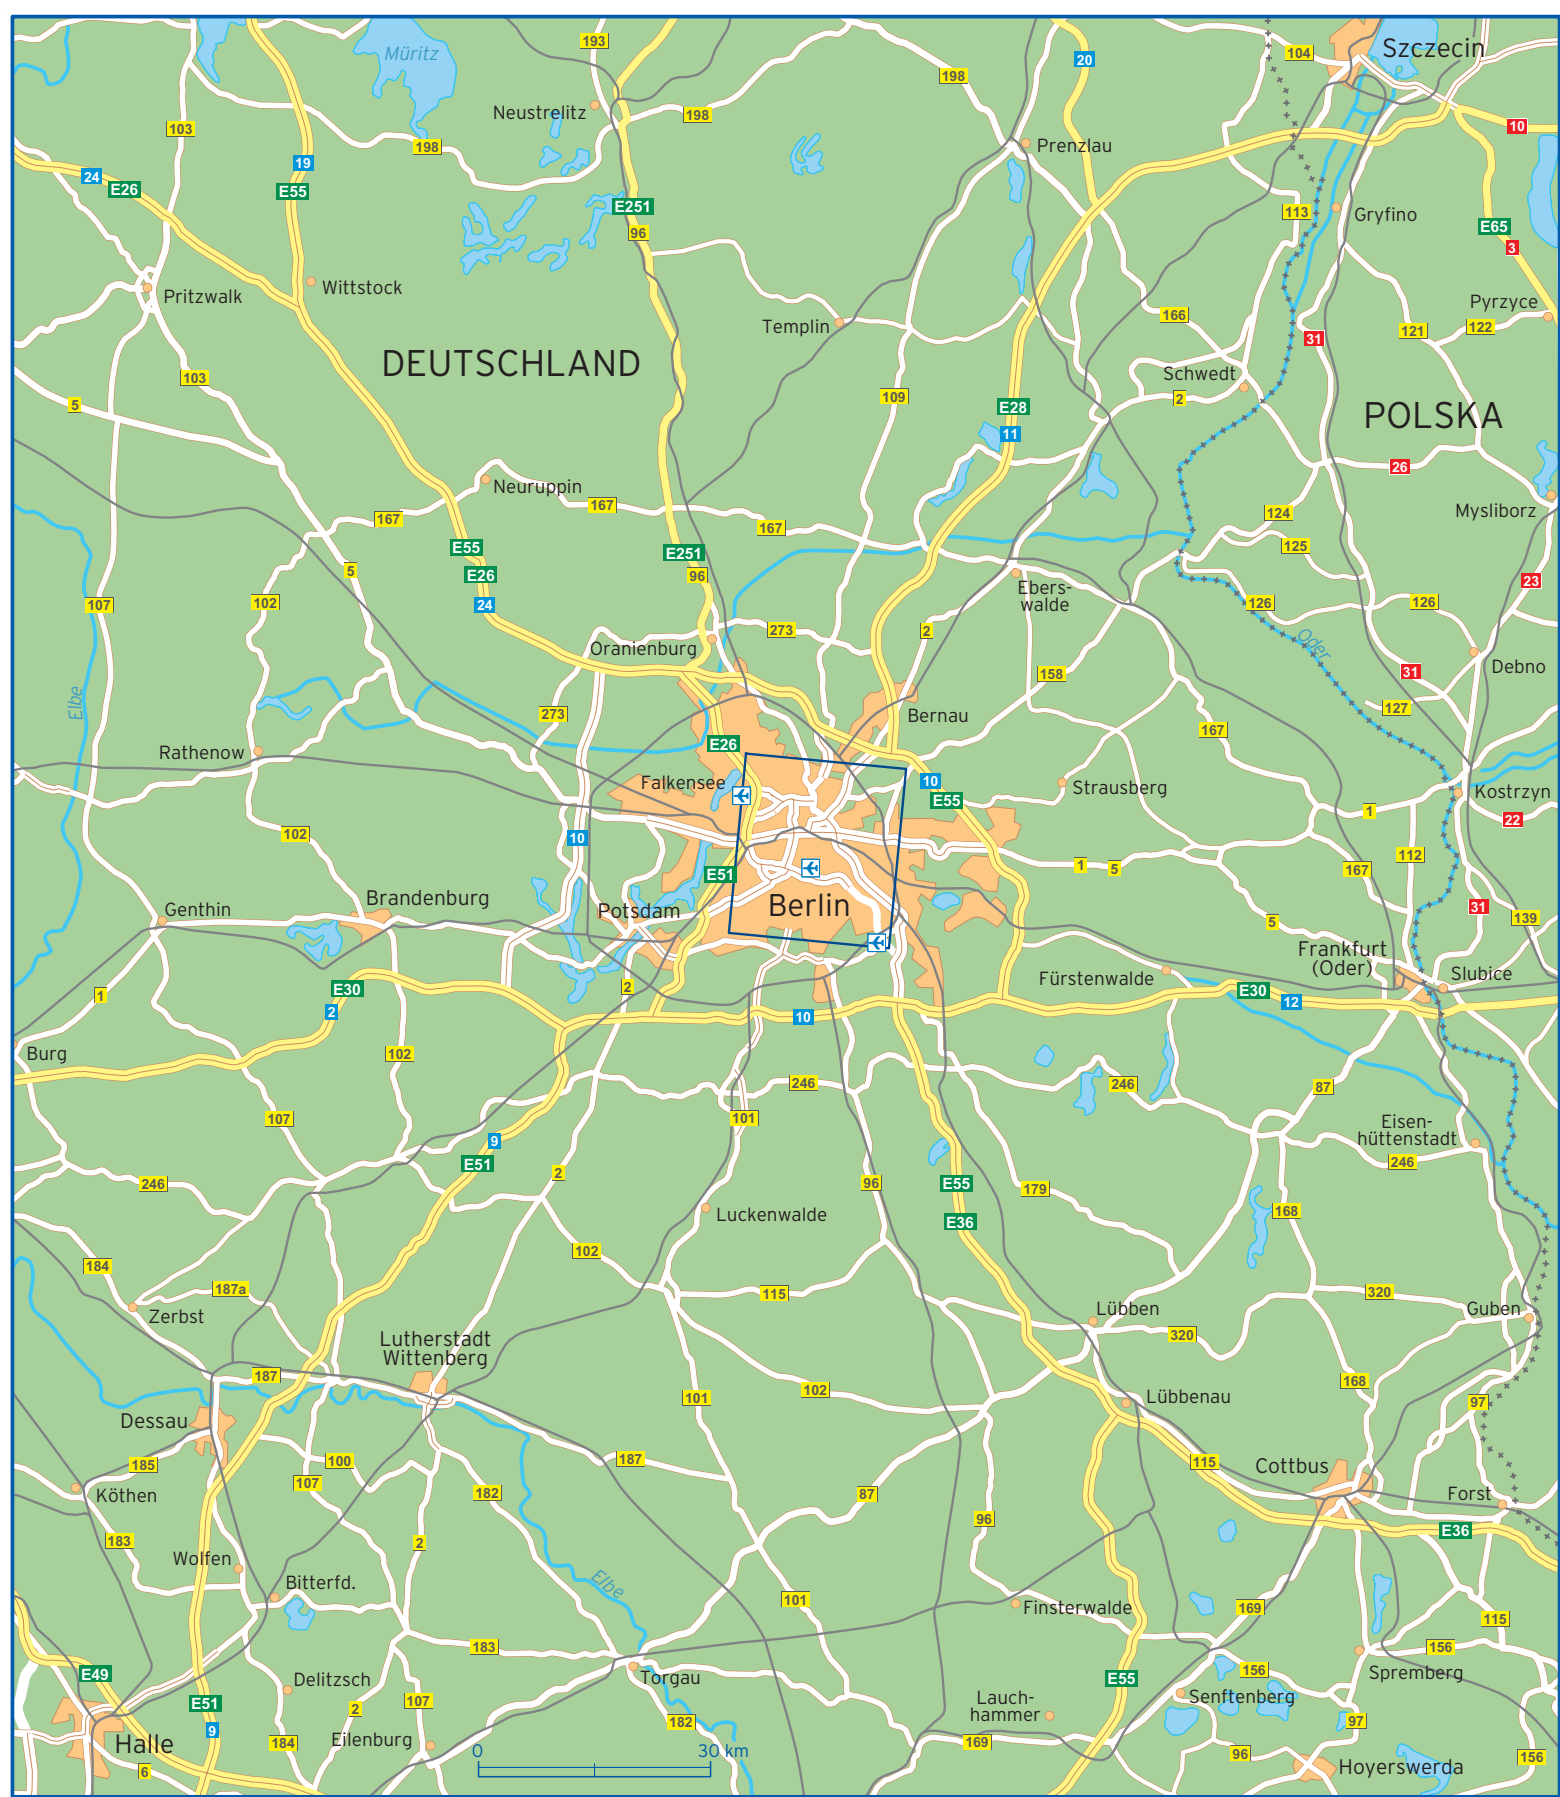 193
Müritz
Szczecin
104
20
198
Neustrelitz
198
103
198
10
Prenzlau
19
24
E26
E55
E251
113
Gryfino
96
E65
3
Wittstock
Pritzwalk
Pyrzyce
166
Templin
122
121
31
DEUTSCHLAND
103
Schwedt
109
2
5
E28
POLSKA
11
26
Neuruppin
167
Mysliborz
124
167
167
E55
125
E251
E26
96
5
23
Ebers-
walde
24
107
102
126
126
273
2
Oder
Oranienburg
Debno
158
31
Elbe
127
273
Bernau
167
E26
Rathenow
Falkensee
10
Strausberg
Kostrzyn
E55
1
22
102
10
112
1
5
167
E51
Brandenburg
Berlin
31
Genthin
Potsdam
139
5
Frankfurt
(Oder)
Slubice
Fürstenwalde
E30
2
E30
1
12
2
10
Burg
102
246
246
87
107
101
Eisen-
hüttenstadt
9
E51
246
2
246
96
E55
179
Luckenwalde
168
E36
102
184
187a
115
320
Lübben
Guben
Zerbst
320
Lutherstadt
Wittenberg
187
168
102
101
Lübbenau
97
Dessau
187
100
115
185
Cottbus
107
182
87
Forst
Köthen
96
E36
183
2
Wolfen
Bitterfd.
Elbe
101
169
Finsterwalde
115
183
156
E49
156
Spremberg
Torgau
E55
Delitzsch
Senftenberg
Lauch-
hammer
107
E51
2
182
97
9
Halle
184
Eilenburg
169
0
30 km
96
156
6
Hoyerswerda